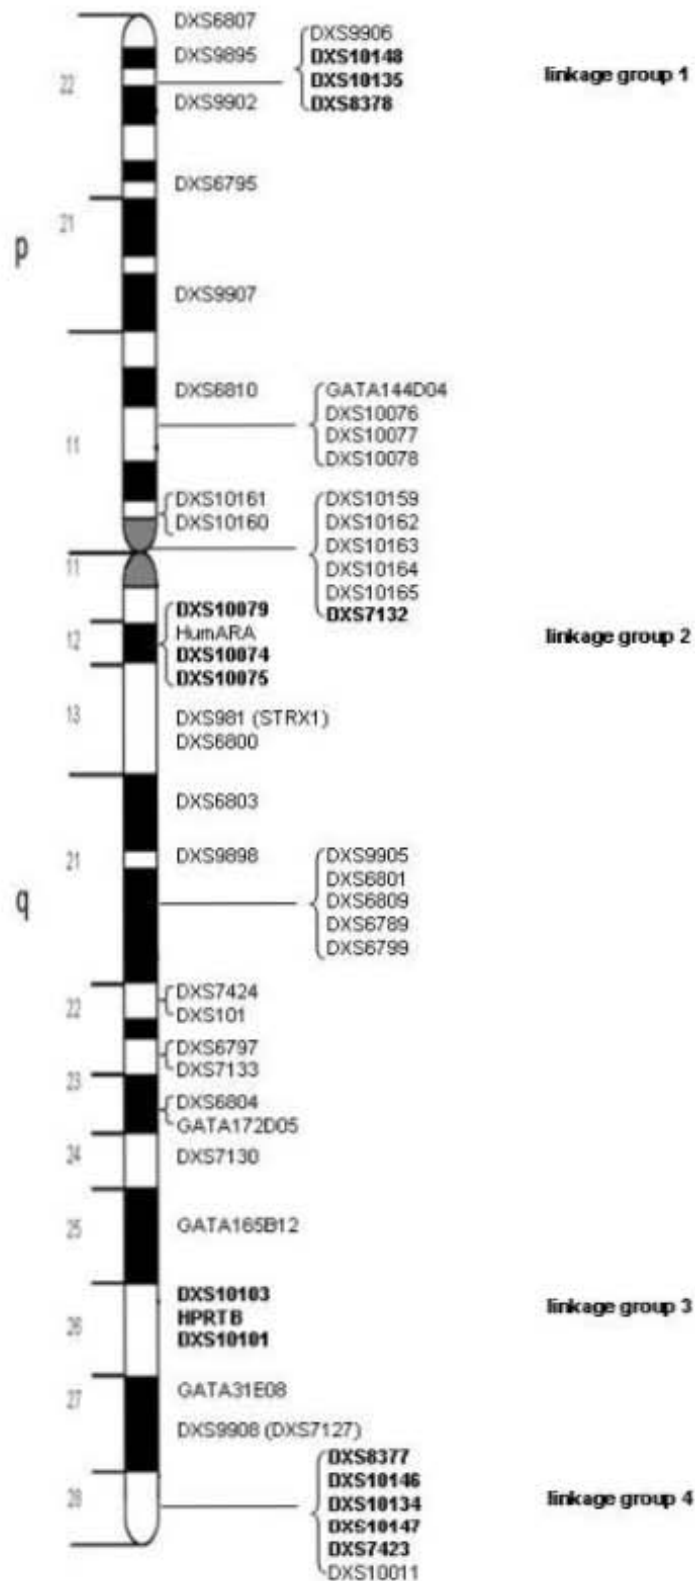 DXS6807
DXS9906
DXS9895
DXS10148
22
DXS10135
linkage group 1
DXS9902
DXS8378
DXS6795
21
p
DXS9907
DXS6810
GATA144D04
DXS10076
11
DXS10077
DXS10078
DXS10161
DXS10159
DXS10160
DXS10162
DXS10163
11
DXS10164
DXS10165
DXS10079
DXS7132
12
HumARA
linkage group 2
DXS10074
DXS10075
13
DXS981 (STRX1)
DXS6800
DXS6803
21
DXS9898
DXS9905
DXS6801
q
DXS6809
DXS6789
DXS6799
DXS7424
22
DXS101
DXS6797
DXS7133
23
DXS6804
GATA172D05
24
DXS7130
25
GATA165B12
DXS10103
linkage group 3
26
HPRTB
DXS10101
27
GATA31E08
DXS9908 (DXS7127)
DXS8377
DXS10146
28
DXS10134
linkage group 4
DXS10147
DXS7423
DXS10011